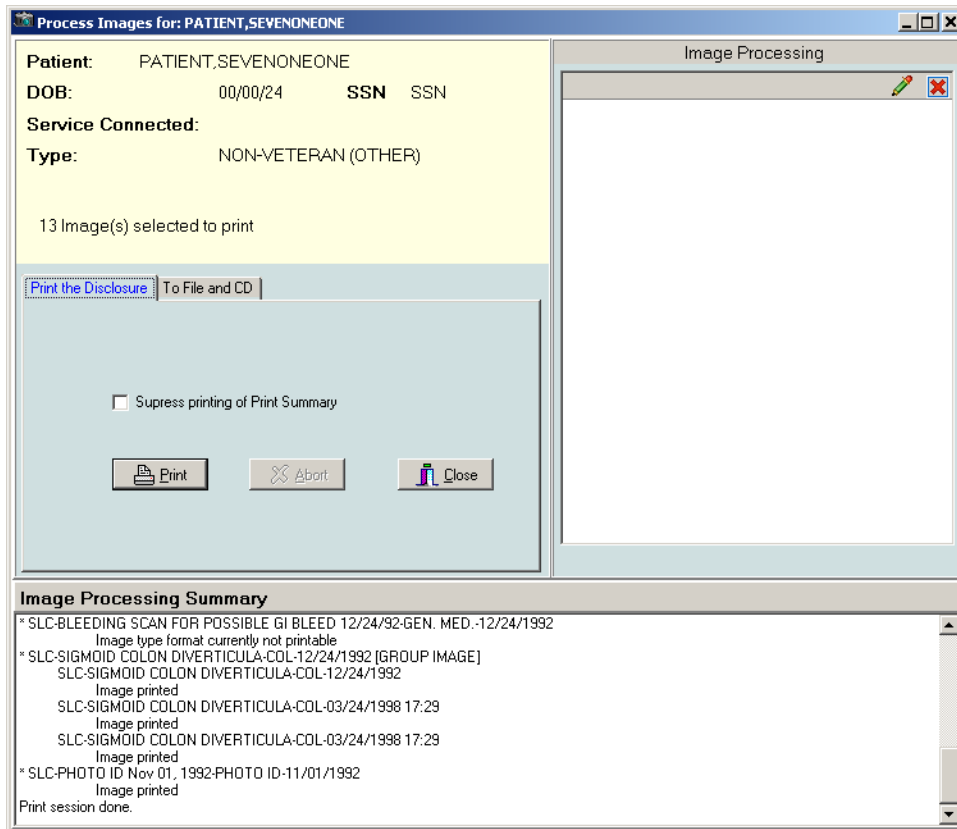 Process Images for: PATIENT,SEVENONEONE
Patient: PATIENT,SEVENONEONE
DOB: 00/00/24 SSN SSN
Service Connected:
Type: NON-VETERAN (OTHER)
13 Image(s) selected to print
Print the Disclosure To File and CD
Supress printing of Print Summary
Print Abort Close
Image Processing
Image Processing Summary
* SLC-BLEEDING SCAN FOR POSSIBLE GI BLEED 12/24/92-GEN. MED.-12/24/1992
Image type format currently not printable
* SLC-SIGMOID COLON DIVERTICULA-COL-12/24/1992 [GROUP IMAGE]
SLC-SIGMOID COLON DIVERTICULA-COL-12/24/1992
Image printed
SLC-SIGMOID COLON DIVERTICULA-COL-03/24/1998 17:29
Image printed
SLC-SIGMOID COLON DIVERTICULA-COL-03/24/1998 17:29
Image printed
* SLC-PHOTO ID Nov 01, 1992-PHOTO ID-11/01/1992
Image printed
Print session done.